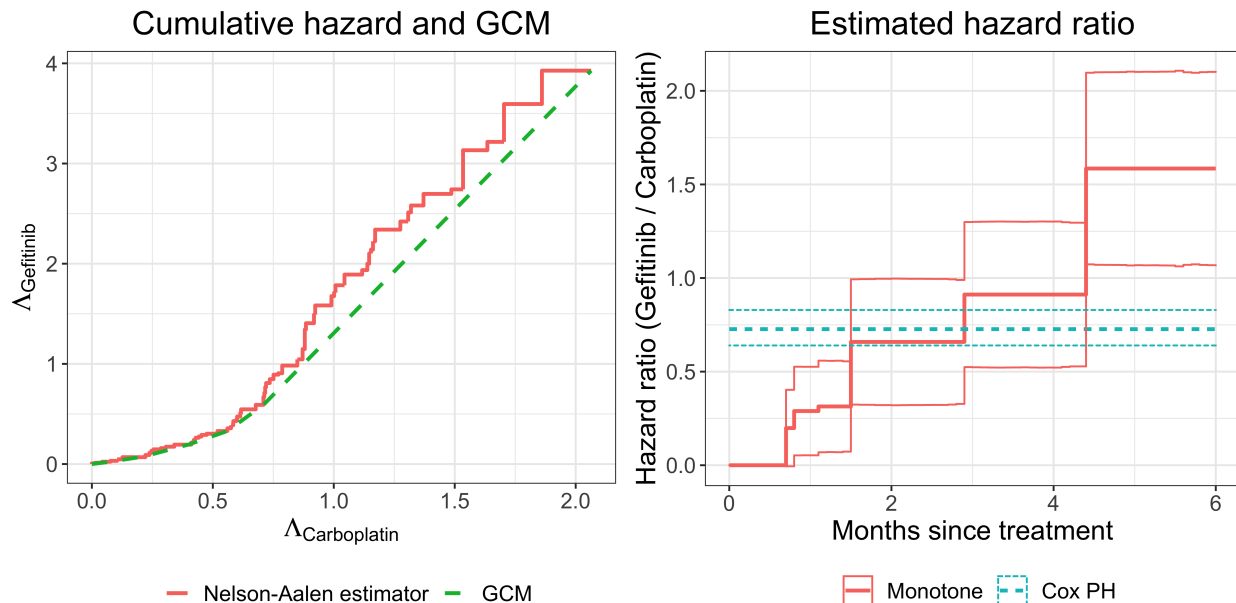 Cumulative hazard and GCM
4
3
2
1
0
Λ Gefitinib
0.0 0.5 1.0 1.5 2.0
Λ Carboplatin
Nelson-Aalen estimator GCM
Estimated hazard ratio
Hazard ratio (Gefitinib / Carboplatin)
2.0
1.5
1.0
0.5
0.0
0 2 4 6
Months since treatment
Monotone Cox PH